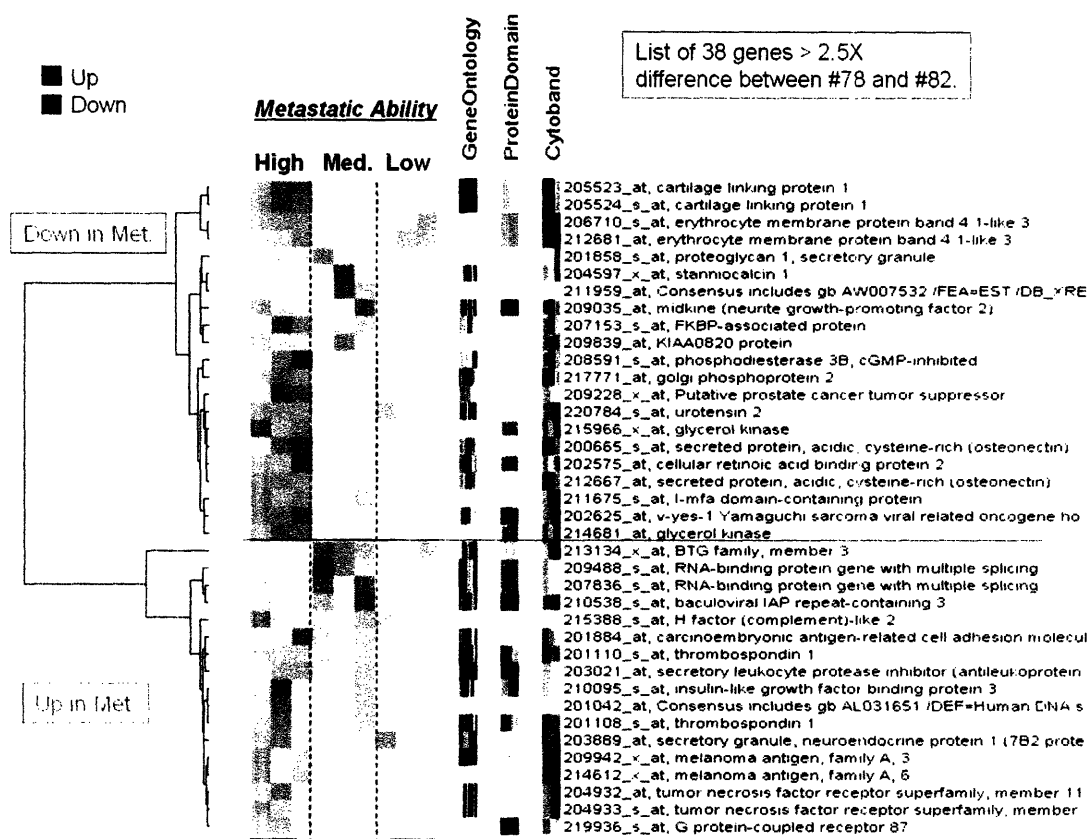 Up
Down
List of 38 genes > 2.5X
difference between #78 and #82.
Metastatic Ability
High Med. Low
GeneOntology
ProteinDomain
Cytoband
Down in Met.
Up in Met
205523_at, cartilage linking protein 1
205524_s_at, cartilage linking protein 1
206710_s_at, erythrocyte membrane protein band 4 1-like 3
212681_at, erythrocyte membrane protein band 4 1-like 3
201858_s_at, proteoglycan 1, secretory granule
204597_x_at, stanniocalcin 1
211959_at, Consensus includes gb AW007532 /FEA=EST /DB_XRE
209035_at, midkine (neurite growth-promoting factor 2)
207153_s_at, FKBP-associated protein
209839_at, KIAA0820 protein
208591_s_at, phosphodiesterase 3B, cGMP-inhibited
217771_at, golgi phosphoprotein 2
209228_x_at, Putative prostate cancer tumor suppressor
220784_s_at, urotensin 2
215966_x_at, glycerol kinase
200665_s_at, secreted protein, acidic, cysteine-rich (osteonectin)
202575_at, cellular retinoic acid binding protein 2
212667_at, secreted protein, acidic, cysteine-rich (osteonectin)
211675_s_at, I-mfa domain-containing protein
202625_at, v-yes-1 Yamaguchi sarcoma viral related oncogene ho
214681_at, glycerol kinase
213134_x_at, BTG family, member 3
209488_s_at, RNA-binding protein gene with multiple splicing
207836_s_at, RNA-binding protein gene with multiple splicing
210538_s_at, baculoviral IAP repeat-containing 3
215388_s_at, H factor (complement)-like 2
201884_at, carcinoembryonic antigen-related cell adhesion molecul
201110_s_at, thrombospondin 1
203021_at, secretory leukocyte protease inhibitor (antileukoprotein
210095_s_at, insulin-like growth factor binding protein 3
201042_at, Consensus includes gb AL031651 /DEF=Human DNA s
201108_s_at, thrombospondin 1
203889_at, secretory granule, neuroendocrine protein 1 (7B2 prote
209942_x_at, melanoma antigen, family A, 3
214612_x_at, melanoma antigen, family A, 6
204932_at, tumor necrosis factor receptor superfamily, member 11
204933_s_at, tumor necrosis factor receptor superfamily, member
219936_s_at, G protein-coupled receptor 87